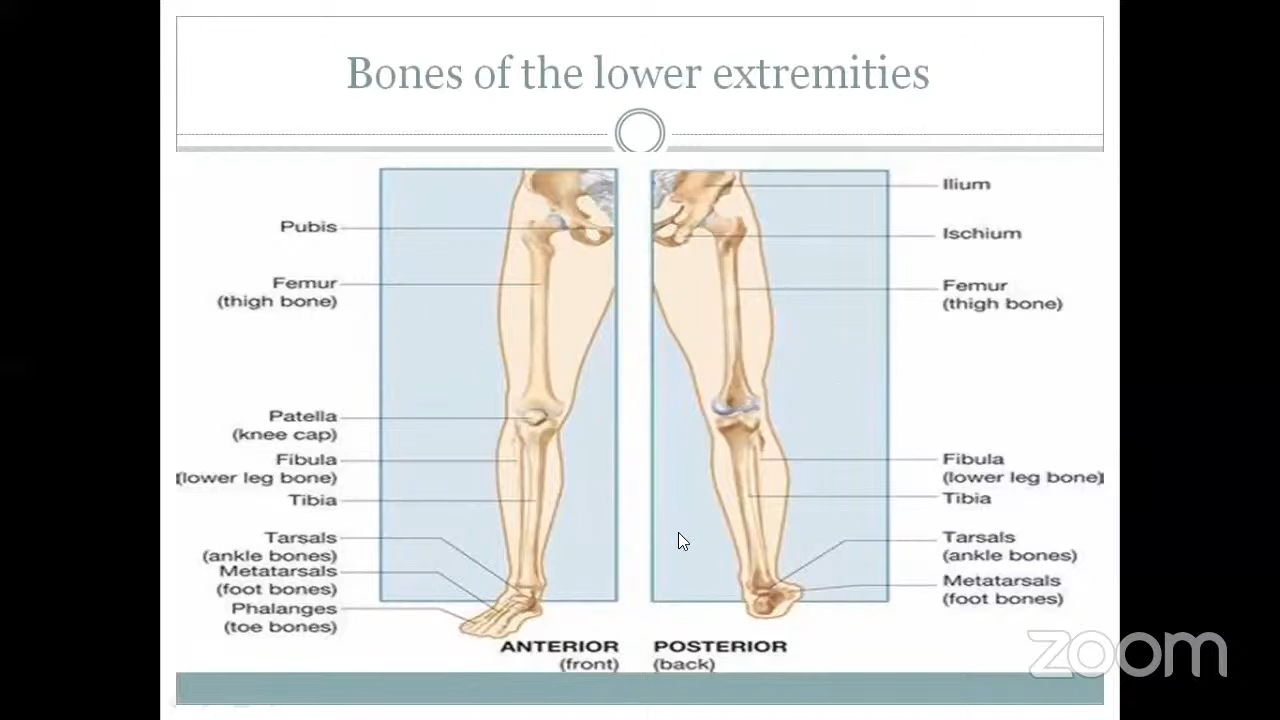 Bones of the lower extremities
Pubis
Femur
(thigh bone)
Patella
(knee cap)
Fibula
(lower leg bone)
Tibia
Tarsals
(ankle bones)
Metatarsals
(foot bones)
Phalanges
(toe bones)
Ilium
Ischium
Femur
(thigh bone)
Fibula
(lower leg bone)
Tibia
Tarsals
(ankle bones)
Metatarsals
(foot bones)
ANTERIOR
(front)
POSTERIOR
(back)
zoom